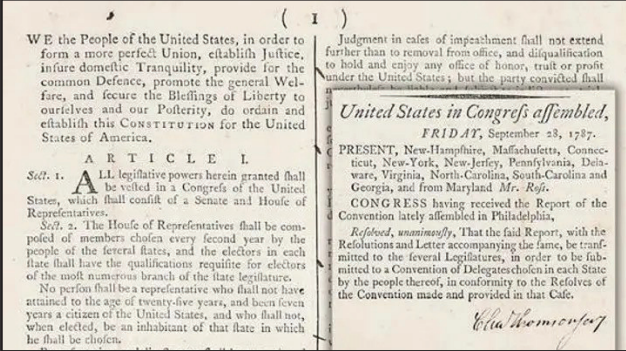 ( 1 )
WE the People of the United States, in order to
form a more perfect Union, eſtabliſh Juſtice,
inſure domeſtic Tranquility, provide for the
common Defence, promote the general Wel-
fare, and ſecure the Bleſſings of Liberty to
ourſelves and our Poſterity, do ordain and
eſtabliſh this CONSTITUTION for the United
States of America.
ARTICLE I.
Sect. 1. ALL legiſlative powers herein granted ſhall
be veſted in a Congreſs of the United
States, which ſhall conſiſt of a Senate and Houſe of
Repreſentatives.
Sect. 2. The Houſe of Repreſentatives ſhall be com-
poſed of members choſen every ſecond year by the
people of the ſeveral ſtates, and the electors in each
ſtate ſhall have the qualifications requiſite for electors
of the moſt numerous branch of the ſtate legiſlature.
No perſon ſhall be a repreſentative who ſhall not have
attained to the age of twenty-five years, and been ſeven
years a citizen of the United States, and who ſhall not,
when elected, be an inhabitant of that ſtate in which
he ſhall be choſen.
Judgment in caſes of impeachment ſhall not extend
further than to removal from office, and diſqualification
to hold and enjoy any office of honor, truſt or profit
under the United States; but the party convicted ſhall
United States in Congreſs aſſembled,
FRIDAY, September 28, 1787.
PRESENT, New-Hampſhire, Maſſachuſetts, Connec-
ticut, New-York, New-Jerſey, Pennſylvania, Dela-
ware, Virginia, North-Carolina, South-Carolina and
Georgia, and from Maryland Mr. Roſs.
CONGRESS having received the Report of the
Convention lately aſſembled in Philadelphia,
Reſolved, unanimouſly, That the ſaid Report, with the
Reſolutions and Letter accompanying the ſame, be tranſ-
mitted to the ſeveral Legiſlatures, in order to be ſub-
mitted to a Convention of Delegates choſen in each State
by the people thereof, in conformity to the Reſolves of
the Convention made and provided in that Caſe.
Chas Thomson Secy